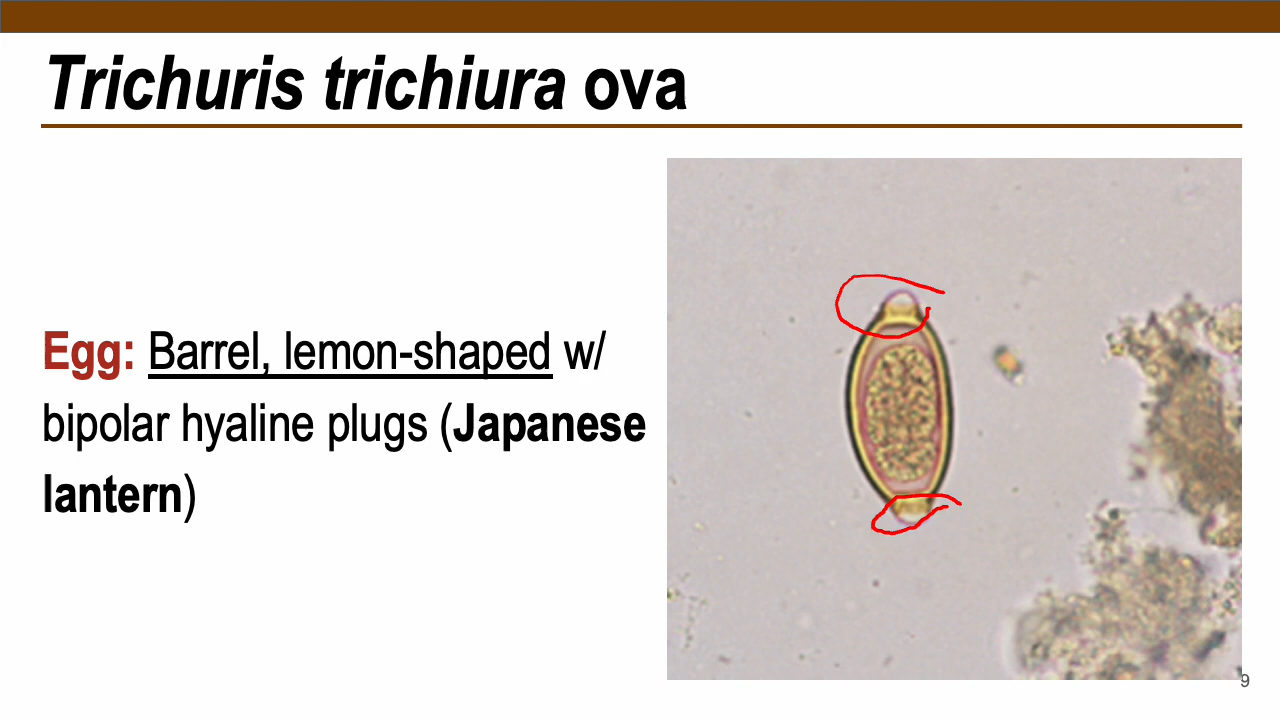 Trichuris trichiura ova
Egg: Barrel, lemon-shaped w/
bipolar hyaline plugs (Japanese
lantern)
9